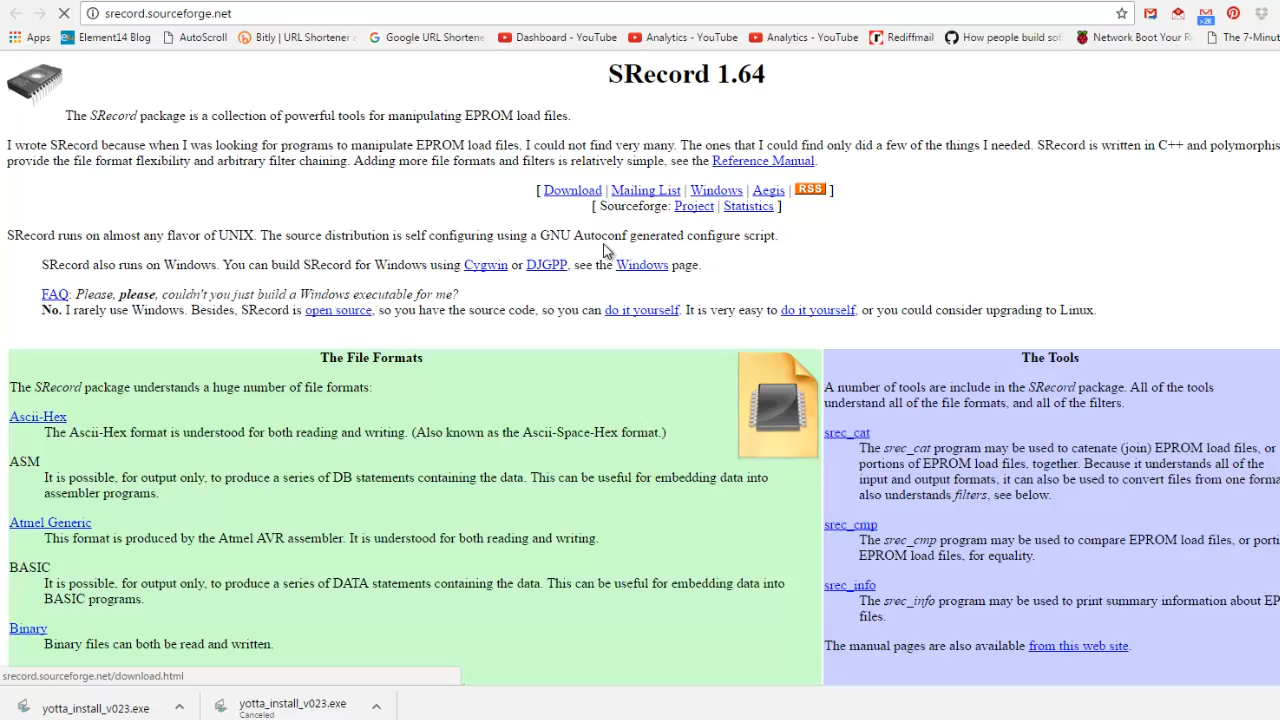 srecord.sourceforge.net
Apps Element14 Blog AutoScroll Bitly | URL Shortener Google URL Shortene Dashboard - YouTube Analytics - YouTube Analytics - YouTube Rediffmail How people build sof Network Boot Your R The 7-Minut
SRecord 1.64
The SRecord package is a collection of powerful tools for manipulating EPROM load files.
I wrote SRecord because when I was looking for programs to manipulate EPROM load files, I could not find very many. The ones that I could find only did a few of the things I needed. SRecord is written in C++ and polymorphis
provide the file format flexibility and arbitrary filter chaining. Adding more file formats and filters is relatively simple, see the Reference Manual.
[ Download | Mailing List | Windows | Aegis | RSS ]
[ Sourceforge: Project | Statistics ]
SRecord runs on almost any flavor of UNIX. The source distribution is self configuring using a GNU Autoconf generated configure script.
SRecord also runs on Windows. You can build SRecord for Windows using Cygwin or DJGPP, see the Windows page.
FAQ: Please, please, couldn't you just build a Windows executable for me?
No. I rarely use Windows. Besides, SRecord is open source, so you have the source code, so you can do it yourself. It is very easy to do it yourself, or you could consider upgrading to Linux.
The File Formats
The SRecord package understands a huge number of file formats:
Ascii-Hex
The Ascii-Hex format is understood for both reading and writing. (Also known as the Ascii-Space-Hex format.)
ASM
It is possible, for output only, to produce a series of DB statements containing the data. This can be useful for embedding data into
assembler programs.
Atmel Generic
This format is produced by the Atmel AVR assembler. It is understood for both reading and writing.
BASIC
It is possible, for output only, to produce a series of DATA statements containing the data. This can be useful for embedding data into
BASIC programs.
Binary
Binary files can both be read and written.
The Tools
A number of tools are include in the SRecord package. All of the tools
understand all of the file formats, and all of the filters.
srec_cat
The srec_cat program may be used to catenate (join) EPROM load files, or
portions of EPROM load files, together. Because it understands all of the
input and output formats, it can also be used to convert files from one forma
also understands filters, see below.
srec_cmp
The srec_cmp program may be used to compare EPROM load files, or porti
EPROM load files, for equality.
srec_info
The srec_info program may be used to print summary information about EP
files.
The manual pages are also available from this web site.
srecord.sourceforge.net/download.html
yotta_install_v023.exe
yotta_install_v023.exe
Canceled